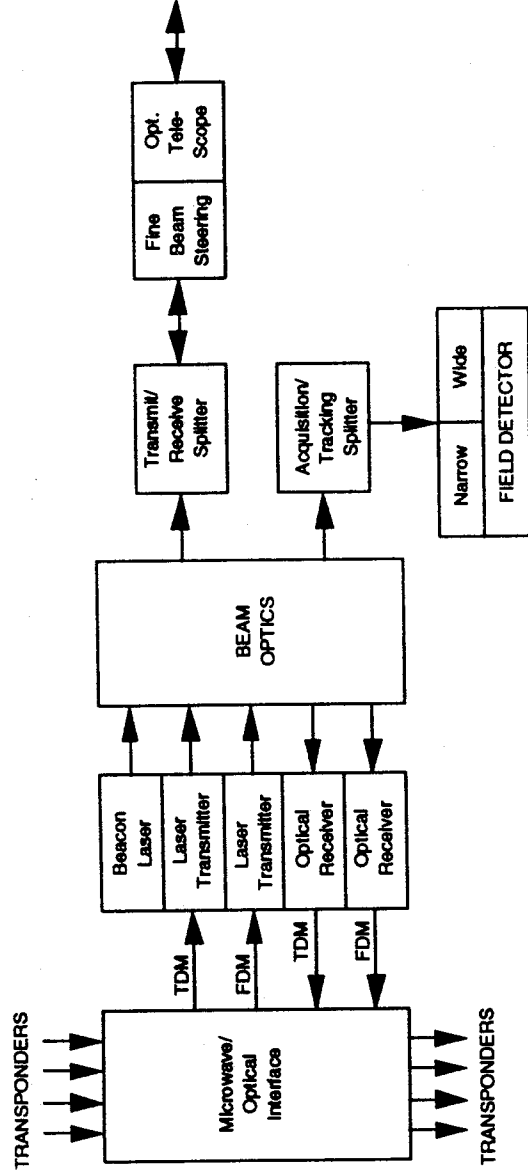 TRANSPONDERS
Microwave/
Optical
Interface
TRANSPONDERS
TDM
FDM
TDM
FDM
Beacon
Laser
Laser
Transmitter
Laser
Transmitter
Optical
Receiver
Optical
Receiver
BEAM
OPTICS
Transmit/
Receive
Splitter
Fine
Beam
Steering
Opt.
Tele-
Scope
Acquisition/
Tracking
Splitter
Narrow
Wide
FIELD DETECTOR